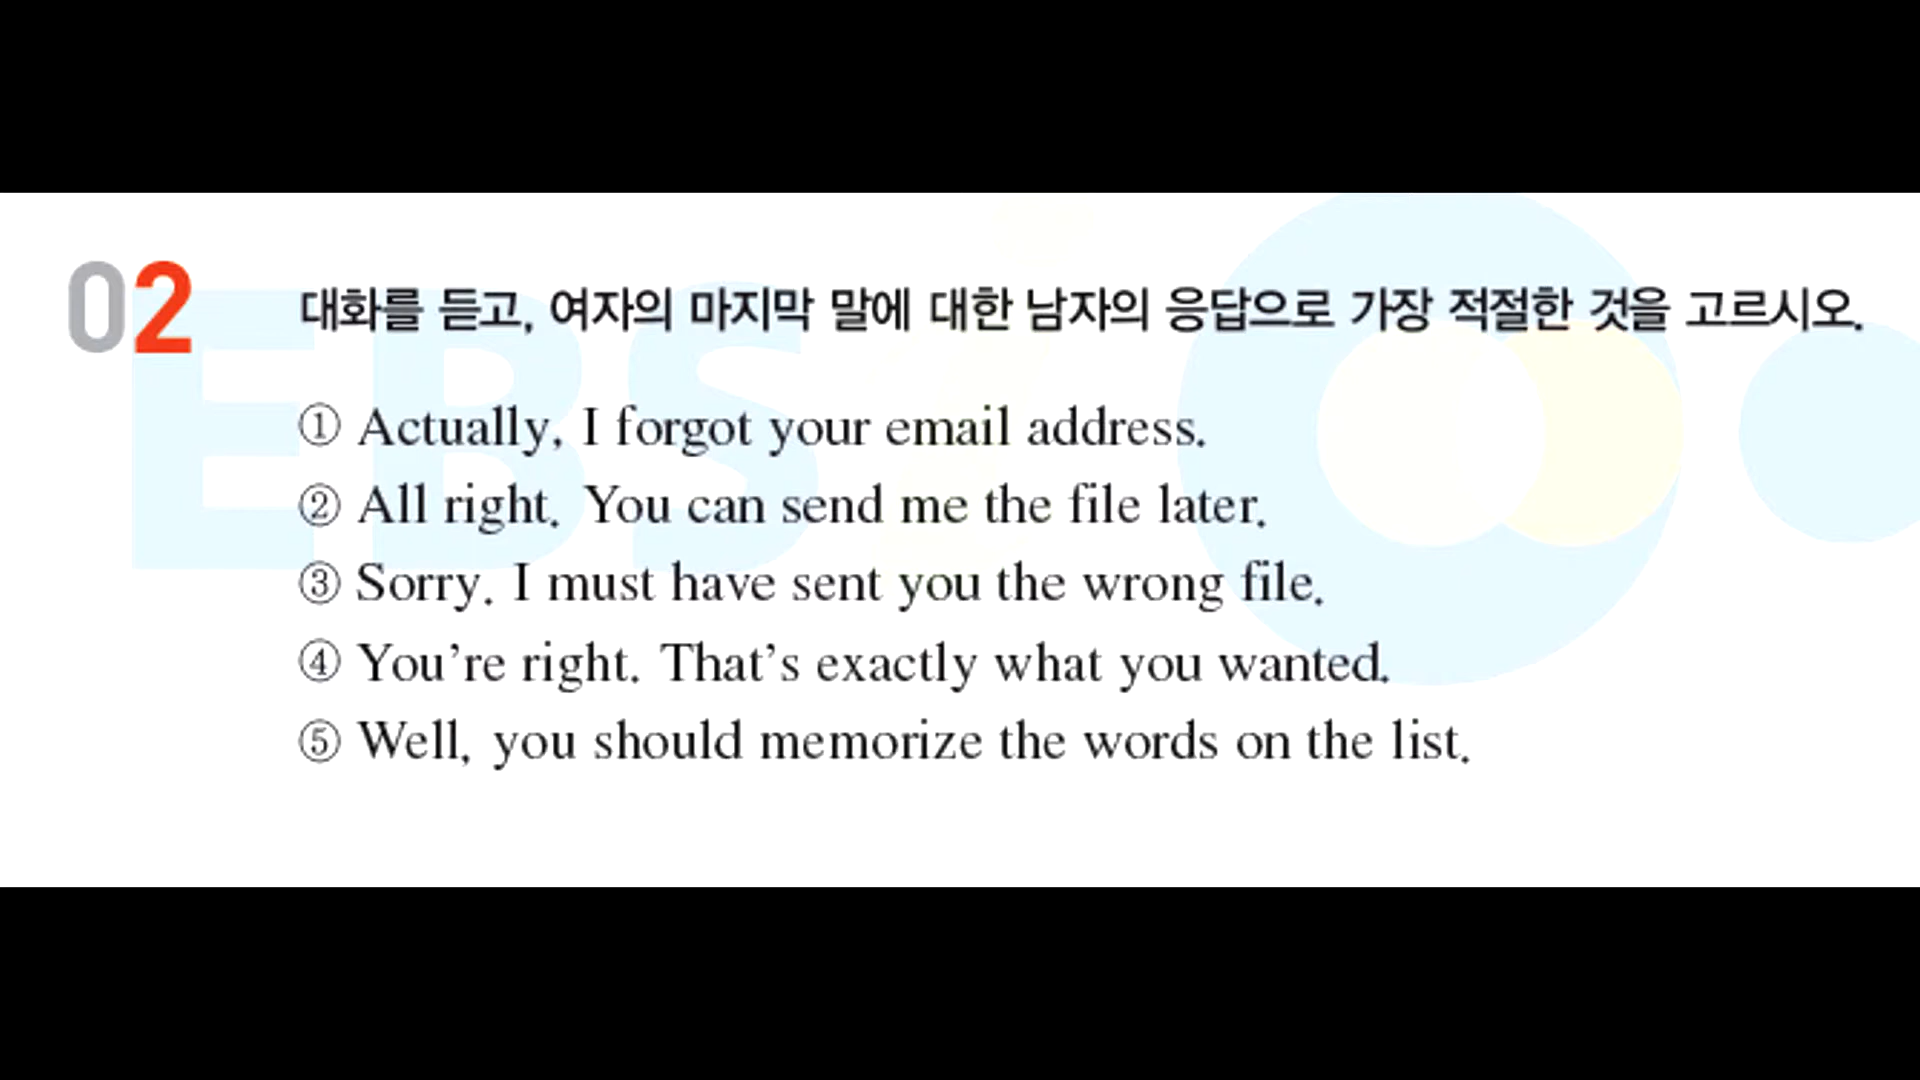 02 대화를 듣고, 여자의 마지막 말에 대한 남자의 응답으로 가장 적절한 것을 고르시오.
① Actually, I forgot your email address.
② All right. You can send me the file later.
③ Sorry. I must have sent you the wrong file.
④ You're right. That's exactly what you wanted.
⑤ Well, you should memorize the words on the list.
EBSi